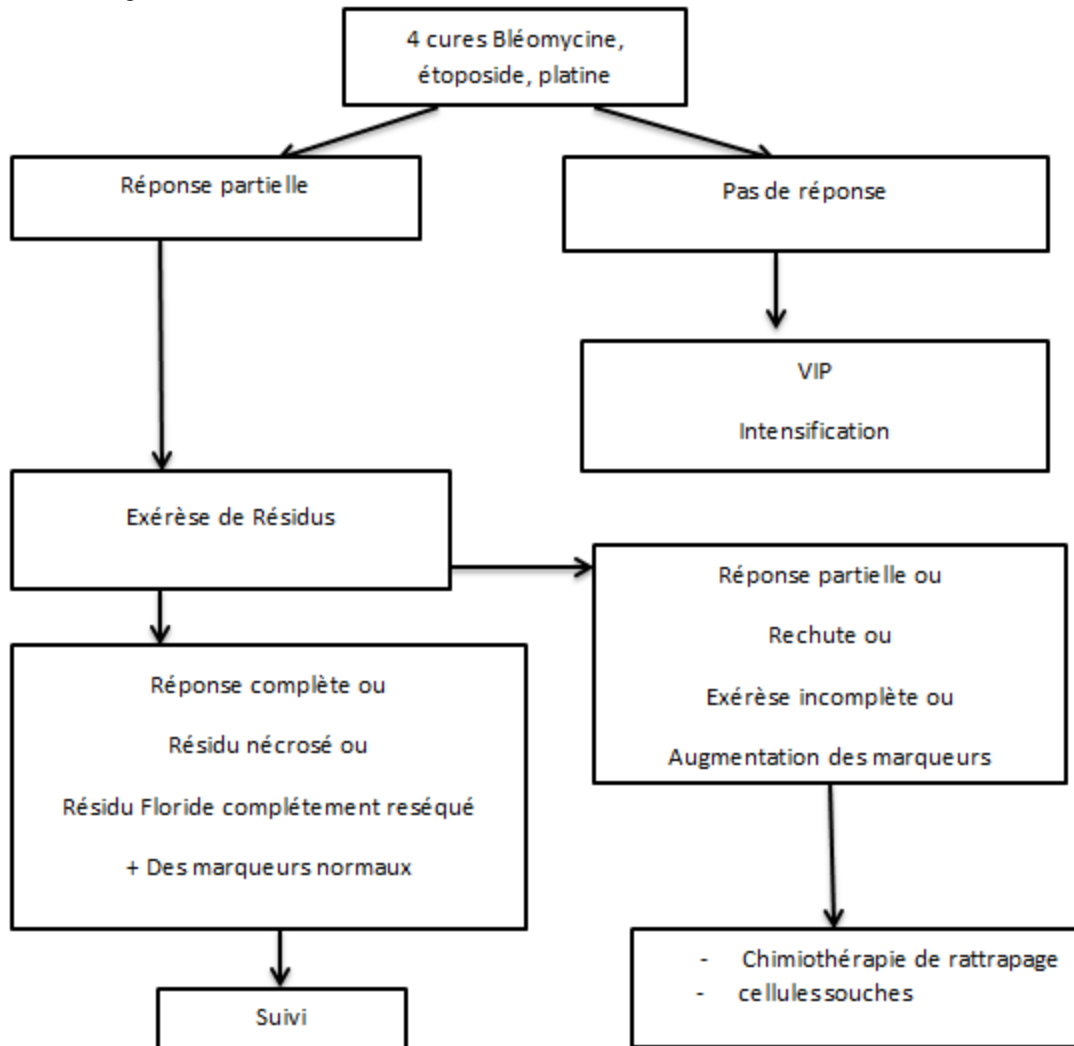 4 cures Bléomycine,
étoposide, platine
Réponse partielle
Pas de réponse
VIP
Intensification
Exérèse de Résidus
Réponse partielle ou
Rechute ou
Exérèse incomplète ou
Augmentation des marqueurs
Réponse complète ou
Résidu nécrosé ou
Résidu Floride complétement reséqué
+ Des marqueurs normaux
- Chimiothérapie de rattrapage
- cellules souches
Suivi